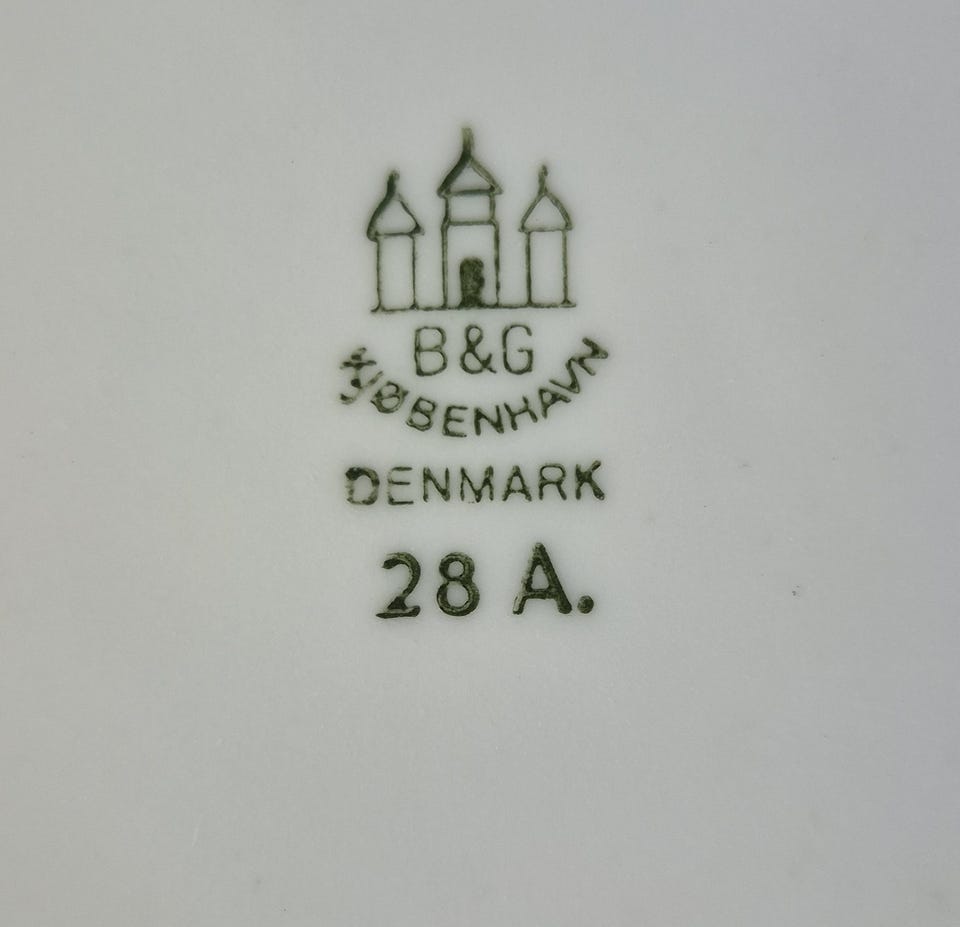 B&G
KJØBENHAVN
DENMARK
28 A.